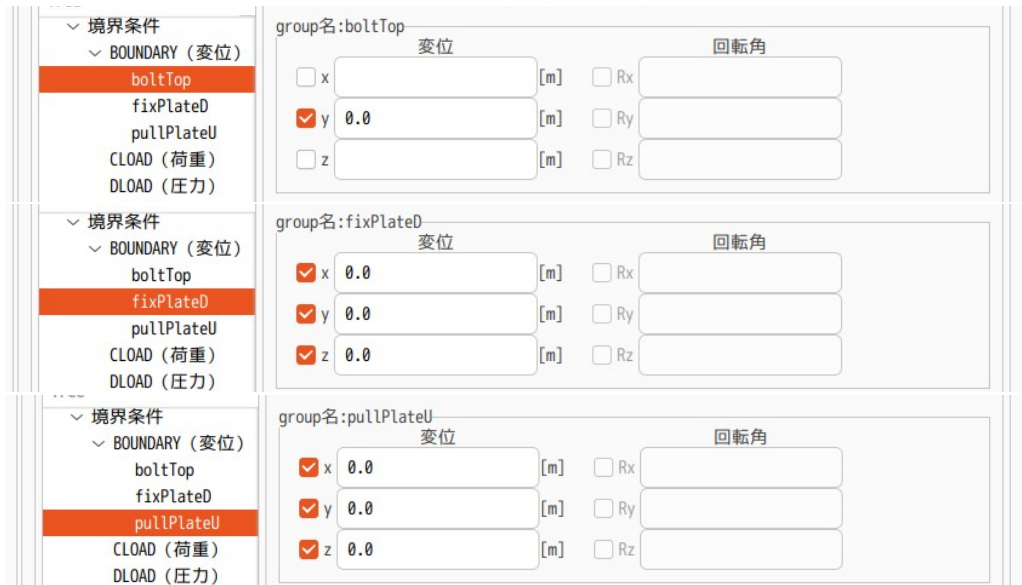 境界条件
BOUNDARY (変位)
boltTop
fixPlateD
pullPlateU
CLOAD (荷重)
DLOAD (圧力)
group名:boltTop
変位 回転角
x [m] Rx
y 0.0 [m] Ry
z [m] Rz
境界条件
BOUNDARY (変位)
boltTop
fixPlateD
pullPlateU
CLOAD (荷重)
DLOAD (圧力)
group名:fixPlateD
変位 回転角
x 0.0 [m] Rx
y 0.0 [m] Ry
z 0.0 [m] Rz
境界条件
BOUNDARY (変位)
boltTop
fixPlateD
pullPlateU
CLOAD (荷重)
DLOAD (圧力)
group名:pullPlateU
変位 回転角
x 0.0 [m] Rx
y 0.0 [m] Ry
z 0.0 [m] Rz